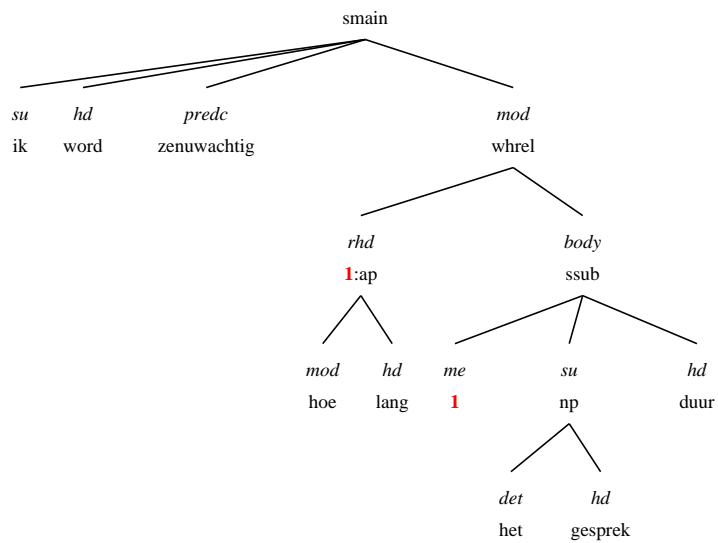 smain
su hd predc mod
ik word zenuwachtig whrel
rhd body
1:ap ssub
mod hd me su hd
hoe lang 1 np duur
det hd
het gesprek